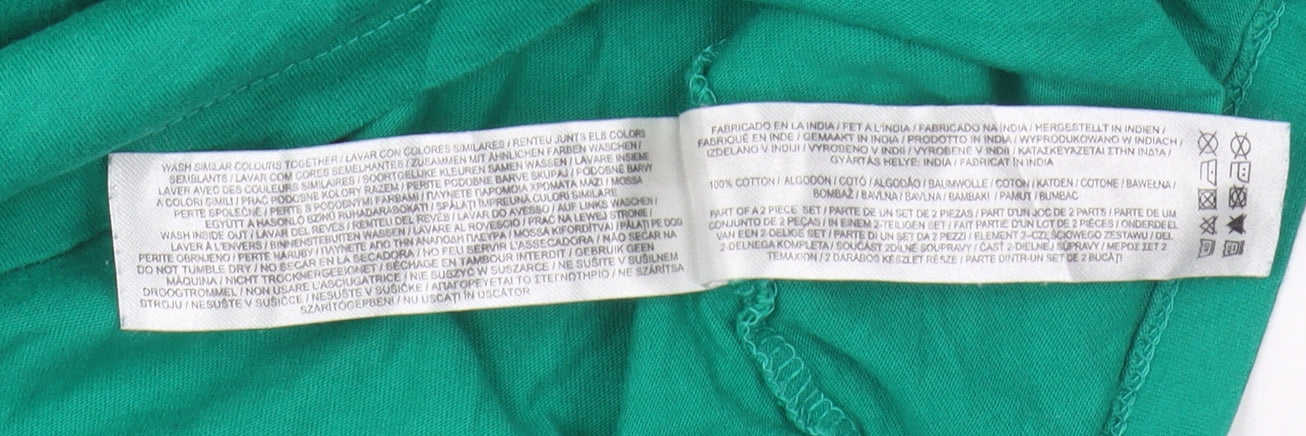 WASH SIMILAR COLOURS TOGETHER / LAVAR CON COLORES SIMILARES / RENTEU JUNTS ELS COLORS
SEMBLANTS / LAVAR COM CORES SEMELHANTES / ZUSAMMEN MIT ÄHNLICHEN FARBEN WASCHEN /
LAVER AVEC DES COULEURS SIMILAIRES / SOORTGELIJKE KLEUREN SAMEN WASSEN / LAVARE INSIEME
A COLORI SIMILI / PRAĆ PODOBNE KOLORY RAZEM / PERITE PODOBNE BARVE SKUPAJ / PODOBNÉ BARVY
PERTE SPOLEČNĚ / PERTE S PODOBNÝMI FARBAMI / ΠΛΥΝΕΤΕ ΠΑΡΟΜΟΙΑ ΧΡΩΜΑΤΑ ΜΑΖΙ / MOSSA
EGYÜTT A HASONLÓ SZÍNŰ RUHADARABOKAT / SPĂLAȚI ÎMPREUNĂ CULORI SIMILARE
WASH INSIDE OUT / LAVAR DEL REVÉS / RENTEU DEL REVÉS / LAVAR DO AVESSO / AUF LINKS WASCHEN /
LAVER À L'ENVERS / BINNENSTEBUITEN WASSEN / LAVARE AL ROVESCIO / PRAĆ NA LEWEJ STRONIE /
PERITE OBRNJENO / PERTE NARUBY / ΠΛΥΝΕΤΕ ΑΠΟ ΤΗΝ ΑΝΑΠΟΔΗ ΠΛΕΥΡΑ / MOSSA KIFORDÍTVA / SPĂLAȚI PE DOS
DO NOT TUMBLE DRY / NO SECAR EN LA SECADORA / NO FEU SERVIR L'ASSECADORA / NÃO SECAR NA
MÁQUINA / NICHT TROCKNERGEEIGNET / SÉCHAGE EN TAMBOUR INTERDIT / GEBRUIK GEEN
DROOGTROMMEL / NON USARE L'ASCIUGATRICE / NIE SUSZYĆ W SUSZARCE / NE SUŠITE V SUŠILNEM
STROJU / NESUŠTE V SUŠIČCE / NESUŠTE V SUŠIČKE / ΑΠΑΓΟΡΕΥΕΤΑΙ ΤΟ ΣΤΕΓΝΩΤΗΡΙΟ / NE SZÁRÍTSA
SZÁRÍTÓGÉPBEN / NU USCAȚI ÎN USCĂTOR
FABRICADO EN LA INDIA / FET A L'ÍNDIA / FABRICADO NA ÍNDIA / HERGESTELLT IN INDIEN /
FABRIQUÉ EN INDE / GEMAAKT IN INDIA / PRODOTTO IN INDIA / WYPRODUKOWANO W INDIACH /
IZDELANO V INDIJI / VYROBENO V INDII / VYROBENÉ V INDII / ΚΑΤΑΣΚΕΥΑΖΕΤΑΙ ΣΤΗΝ ΙΝΔΙΑ /
GYÁRTÁS HELYE: INDIA / FABRICAT ÎN INDIA
100% COTTON / ALGODÓN / COTÓ / ALGODÃO / BAUMWOLLE / COTON / KATOEN / COTONE / BAWEŁNA /
BOMBAŽ / BAVLNA / BAVLNA / ΒΑΜΒΑΚΙ / PAMUT / BUMBAC
PART OF A 2 PIECE SET / PARTE DE UN SET DE 2 PIEZAS / PART D'UN JOC DE 2 PARTS / PARTE DE UM
CONJUNTO DE 2 PEÇAS / IN EINEM 2-TEILIGEN SET / FAIT PARTIE D'UN LOT DE 2 PIÈCES / ONDERDEEL
VAN EEN 2-DELIGE SET / PARTE DI UN SET DA 2 PEZZI / ELEMENT 2-CZĘŚCIOWEGO ZESTAWU / DEL
2-DELNEGA KOMPLETA / SOUČÁST 2DÍLNÉ SOUPRAVY / ČASŤ 2-DIELNEJ SÚPRAVY / ΜΕΡΟΣ ΣΕΤ 2
ΤΕΜΑΧΙΩΝ / 2 DARABOS KÉSZLET RÉSZE / PARTE DINTR-UN SET DE 2 BUCĂȚI